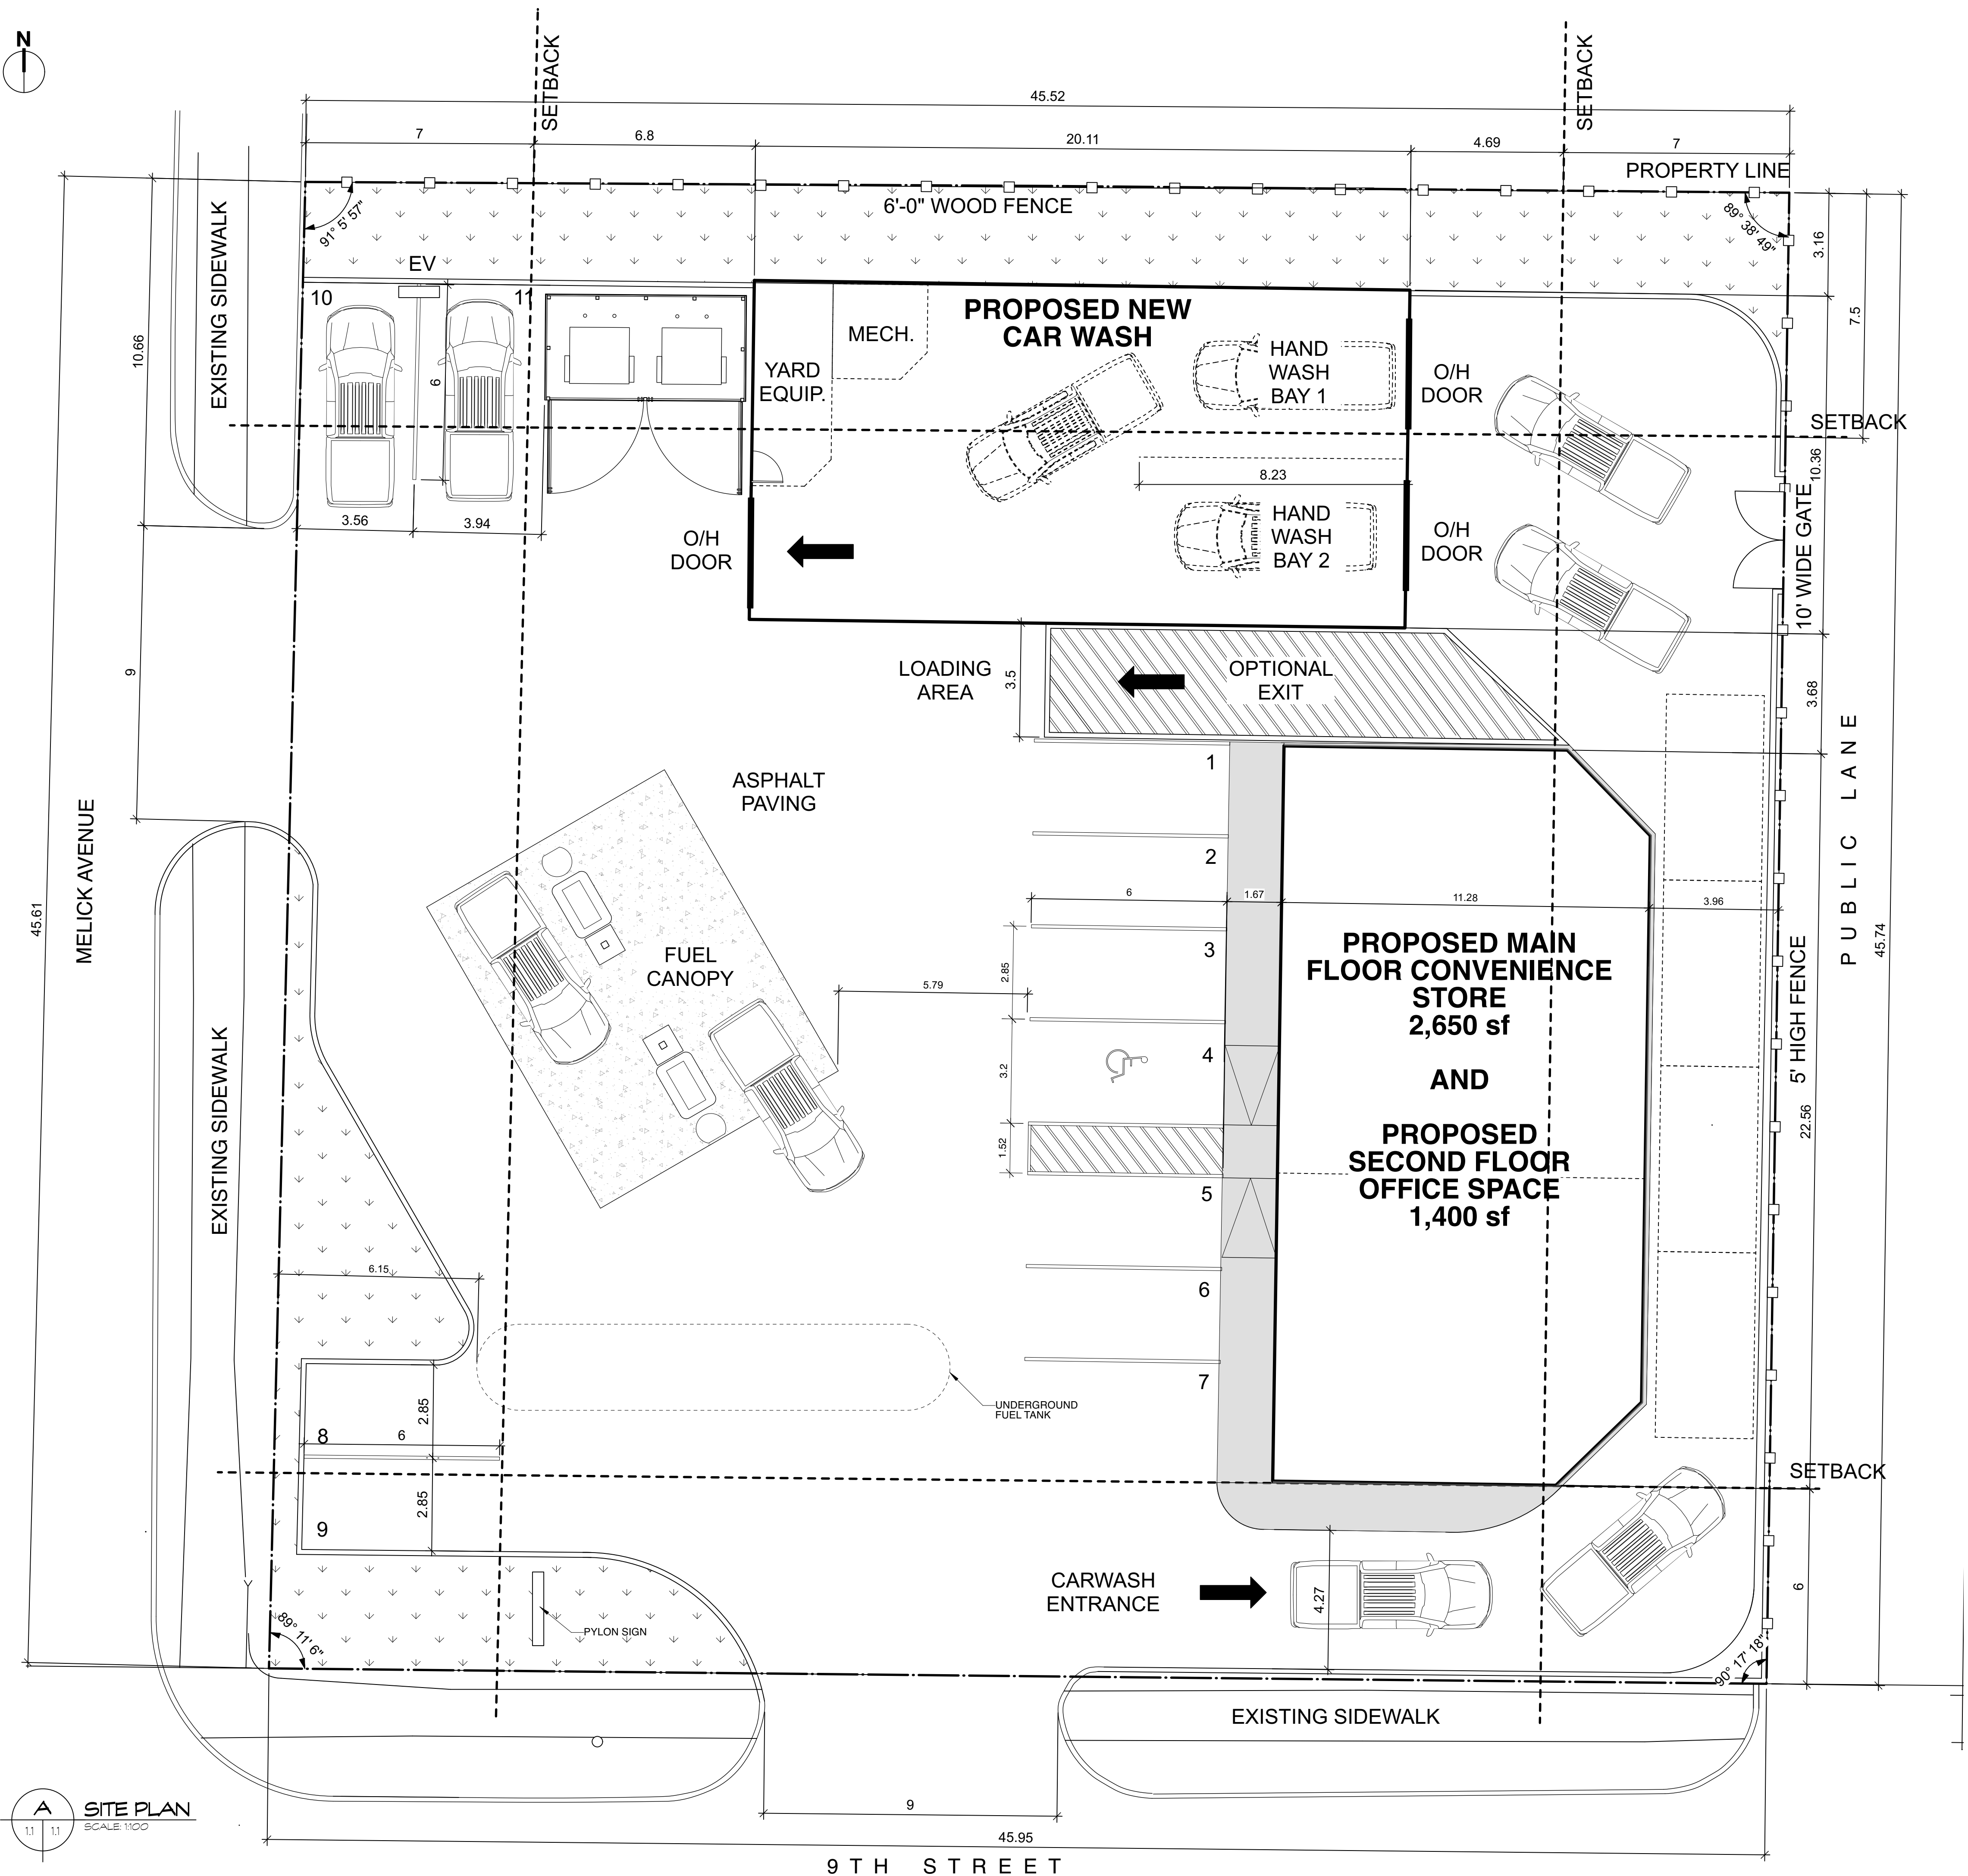 N
SETBACK
SETBACK
45.52
7
6.8
20.11
4.69
7
PROPERTY LINE
6'-0" WOOD FENCE
91° 5' 57"
89° 38' 49"
EXISTING SIDEWALK
10.66
3.16
7.5
EV
10
11
PROPOSED NEW
CAR WASH
MECH.
YARD
EQUIP.
HAND
WASH
BAY 1
O/H
DOOR
SETBACK
10.36
6
8.23
3.56
3.94
O/H
DOOR
HAND
WASH
BAY 2
O/H
DOOR
10' WIDE GATE
9
LOADING
AREA
3.5
OPTIONAL
EXIT
3.68
PUBLIC LANE
MELICK AVENUE
45.61
ASPHALT
PAVING
1
2
6
1.67
11.28
3.96
45.74
FUEL
CANOPY
3
2.85
5.79
PROPOSED MAIN
FLOOR CONVENIENCE
STORE
2,650 sf
AND
PROPOSED
SECOND FLOOR
OFFICE SPACE
1,400 sf
5' HIGH FENCE
22.56
EXISTING SIDEWALK
4
3.2
1.52
5
6
7
6.15
UNDERGROUND
FUEL TANK
2.85
8
6
2.85
9
SETBACK
CARWASH
ENTRANCE
4.27
6
PYLON SIGN
89° 11' 6"
90° 17' 18"
EXISTING SIDEWALK
A
1.1
1.1
SITE PLAN
SCALE: 1:100
9
45.95
9TH STREET